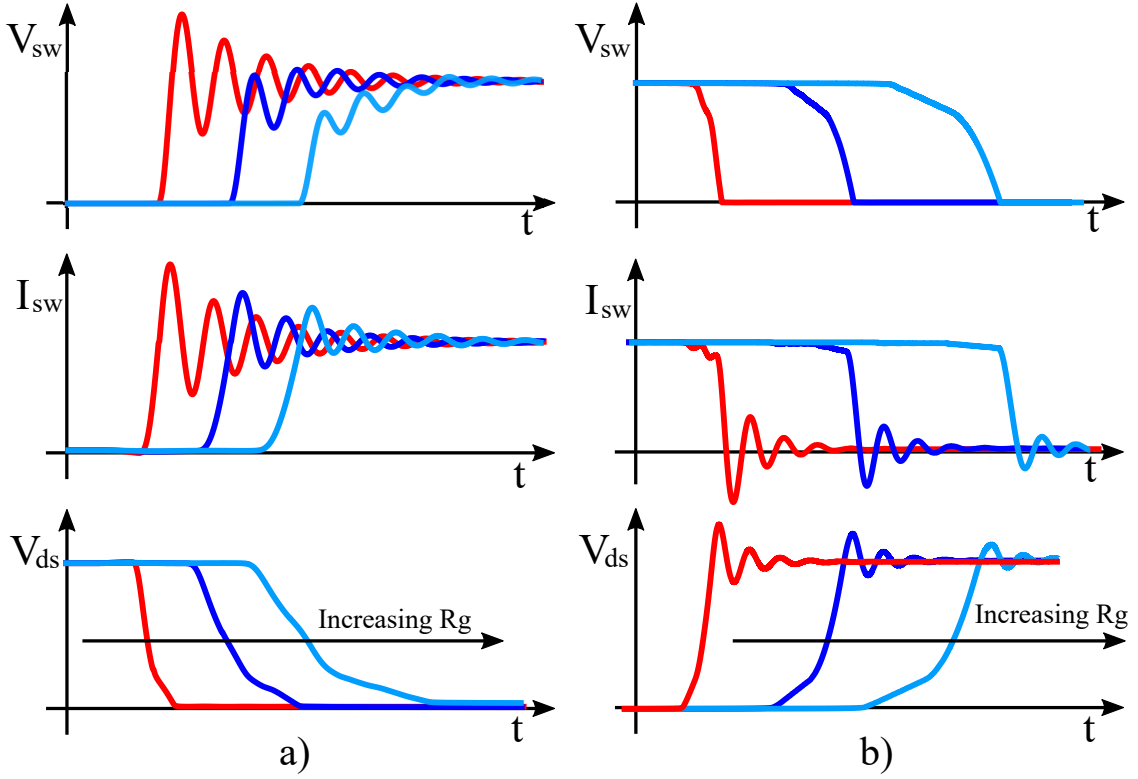 Vsw
t
Isw
t
Vds
Increasing Rg
t
a)
Vsw
t
Isw
t
Vds
Increasing Rg
t
b)